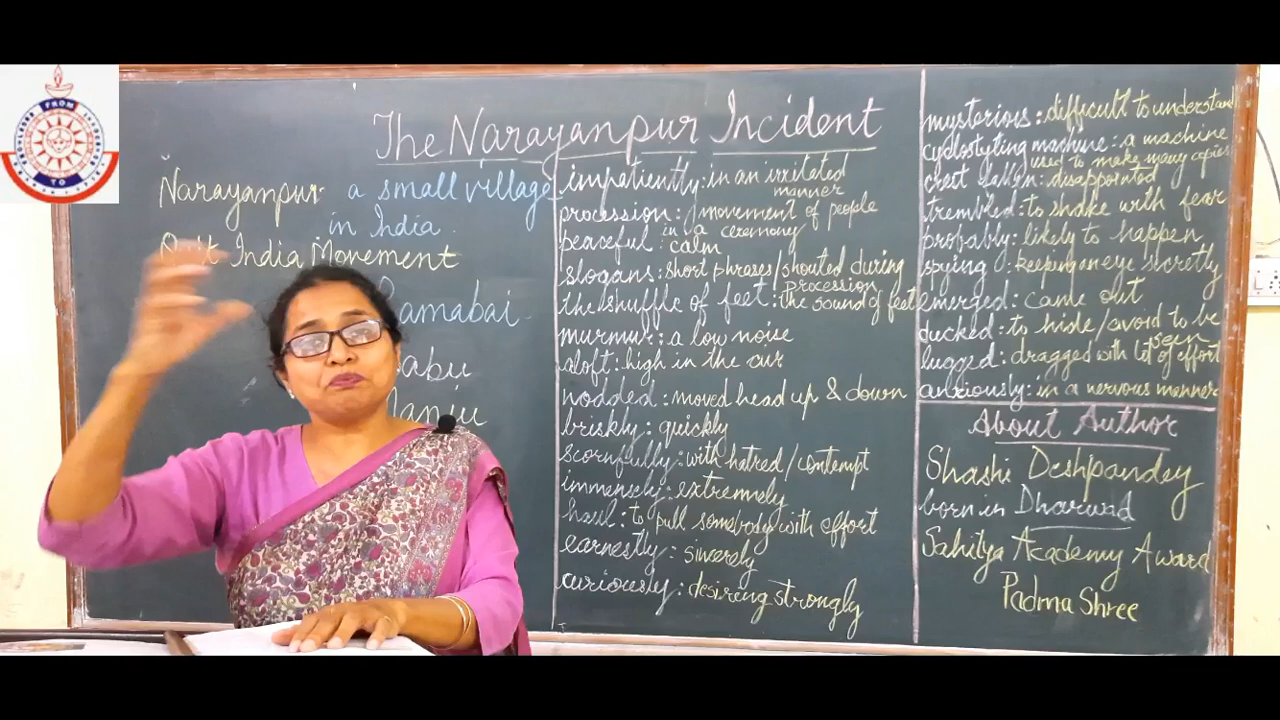 The Narayanpur Incident
Narayanpur a small village
in India.
Quit India Movement
Ramabai
Babu
Manju
impatiently: in an irritated
manner
procession: movement of people
in a ceremony
peaceful: calm
slogans: short phrases/shouted during
procession
the shuffle of feet: the sound of feet
murmur: a low noise
aloft: high in the air
nodded: moved head up & down
briskly: quickly
scornfully: with hatred/contempt
immensely: extremely
haul: to pull somebody with effort
earnestly: sincerely
curiously: desiring strongly
mysterious: difficult to understand
cyclostyling machine: a machine
used to make many copies
crest fallen: disappointed
trembled: to shake with fear
probably: likely to happen
spying: keeping an eye secretly
emerged: came out
ducked: to hide/avoid to be
seen
lugged: dragged with lot of effort
anxiously: in a nervous manner
About Author
Shashi Deshpandey
born in Dharwad
Sahitya Academy Award
Padma Shree
FROM
TO